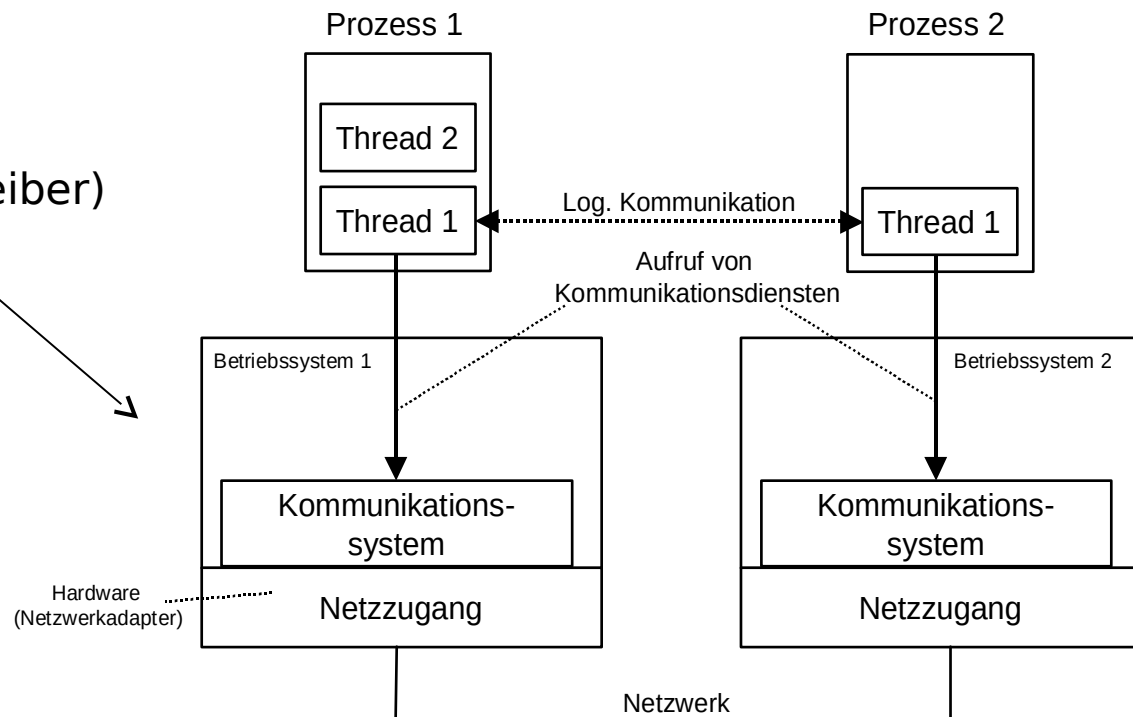 Prozess 1
Prozess 2
Thread 2
eiber)
Thread 1
Log. Kommunikation
Thread 1
Aufruf von
Kommunikationsdiensten
Betriebssystem 1
Betriebssystem 2
Kommunikations-
system
Kommunikations-
system
Hardware
(Netzwerkadapter)
Netzzugang
Netzzugang
Netzwerk